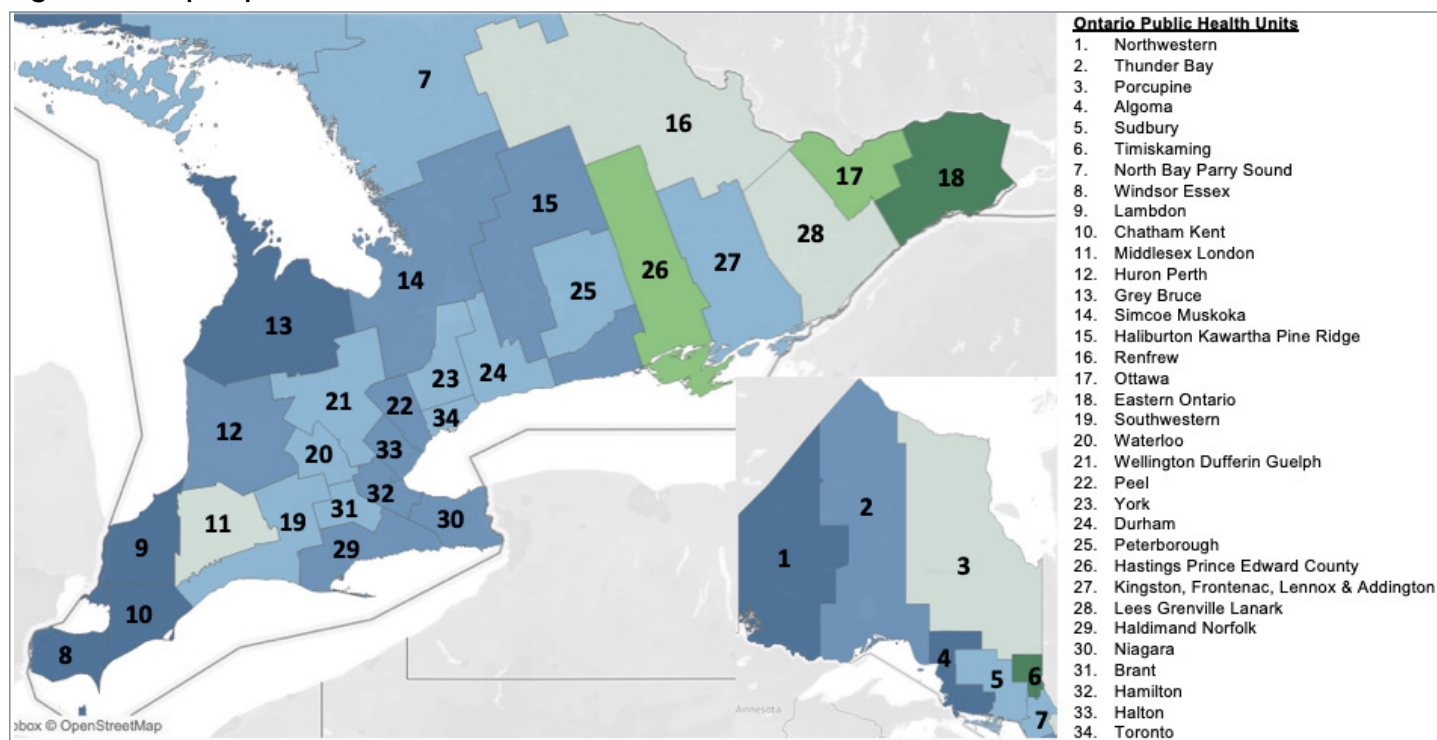 7
16
17
18
15
28
26
27
14
25
13
23
24
21
22
34
12
33
20
32
11
31
30
19
29
9
10
8
1
2
3
4
5
6
7
Minnesota
box © OpenStreetMap
Ontario Public Health Units
1. Northwestern
2. Thunder Bay
3. Porcupine
4. Algoma
5. Sudbury
6. Timiskaming
7. North Bay Parry Sound
8. Windsor Essex
9. Lambdon
10. Chatham Kent
11. Middlesex London
12. Huron Perth
13. Grey Bruce
14. Simcoe Muskoka
15. Haliburton Kawartha Pine Ridge
16. Renfrew
17. Ottawa
18. Eastern Ontario
19. Southwestern
20. Waterloo
21. Wellington Dufferin Guelph
22. Peel
23. York
24. Durham
25. Peterborough
26. Hastings Prince Edward County
27. Kingston, Frontenac, Lennox & Addington
28. Lees Grenville Lanark
29. Haldimand Norfolk
30. Niagara
31. Brant
32. Hamilton
33. Halton
34. Toronto